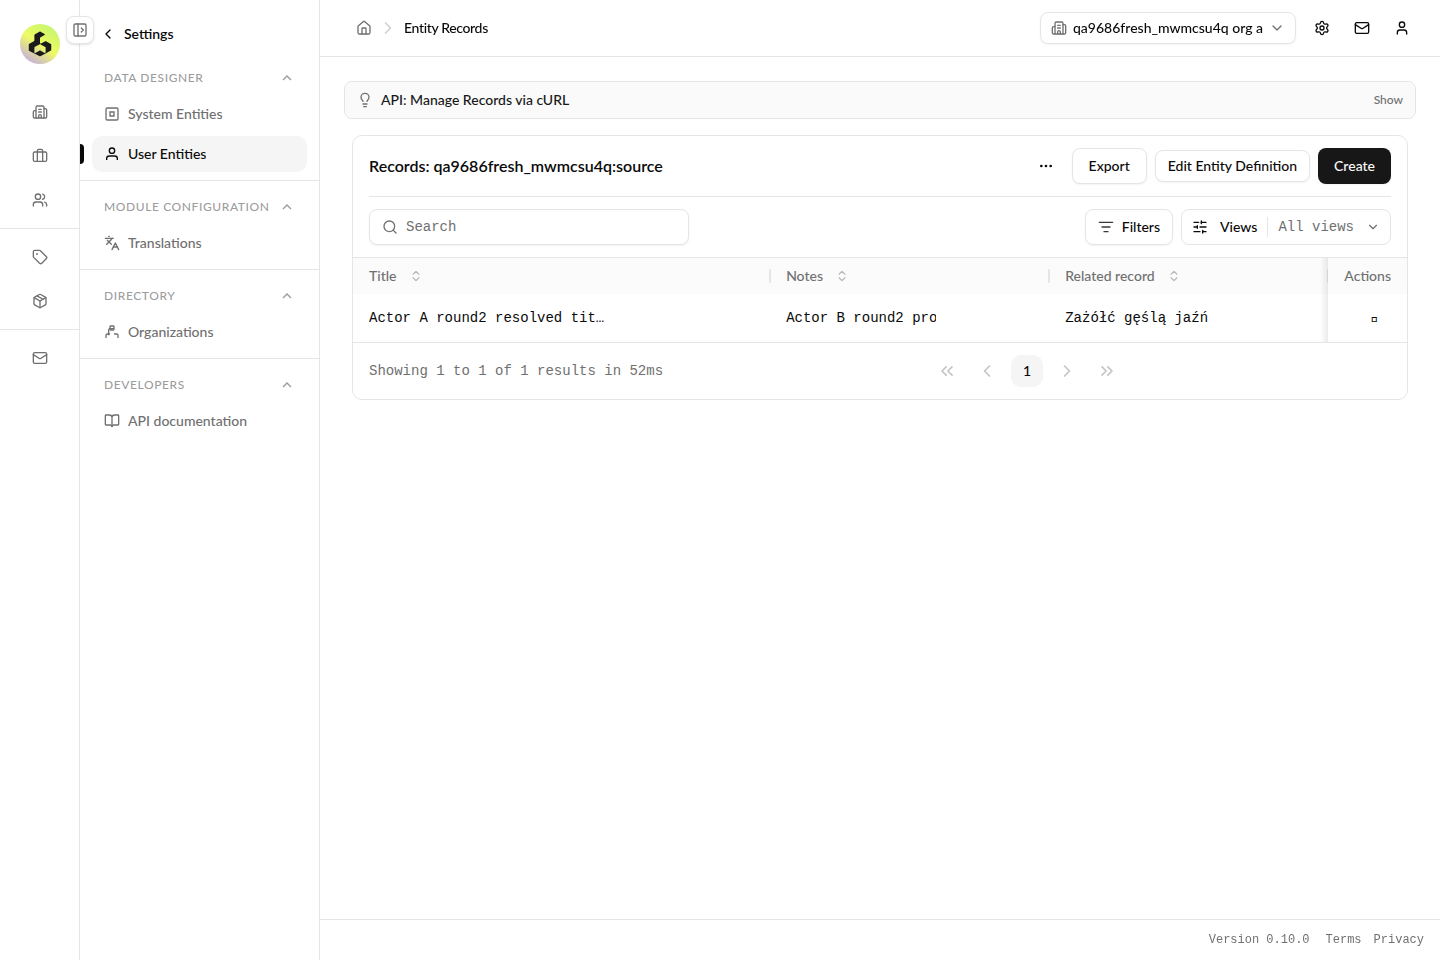 Settings
DATA DESIGNER
System Entities
User Entities
MODULE CONFIGURATION
Translations
DIRECTORY
Organizations
DEVELOPERS
API documentation
Entity Records
qa9686fresh_mwmcsu4q org a
API: Manage Records via cURL
Show
Records: qa9686fresh_mwmcsu4q:source
Export
Edit Entity Definition
Create
Search
Filters
Views
All views
Title
Notes
Related record
Actions
Actor A round2 resolved tit…
Actor B round2 pro
Zażółć gęślą jaźń
Showing 1 to 1 of 1 results in 52ms
1
Version 0.10.0
Terms
Privacy